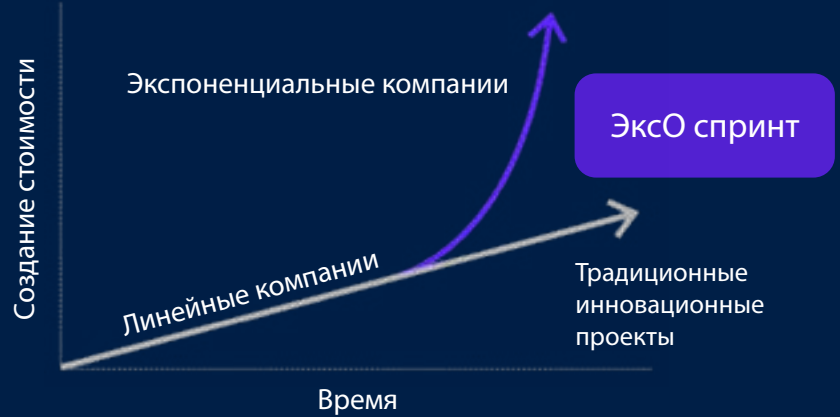 Создание стоимости
Экспоненциальные компании
ЭксО спринт
Линейные компании
Традиционные
инновационные
проекты
Время